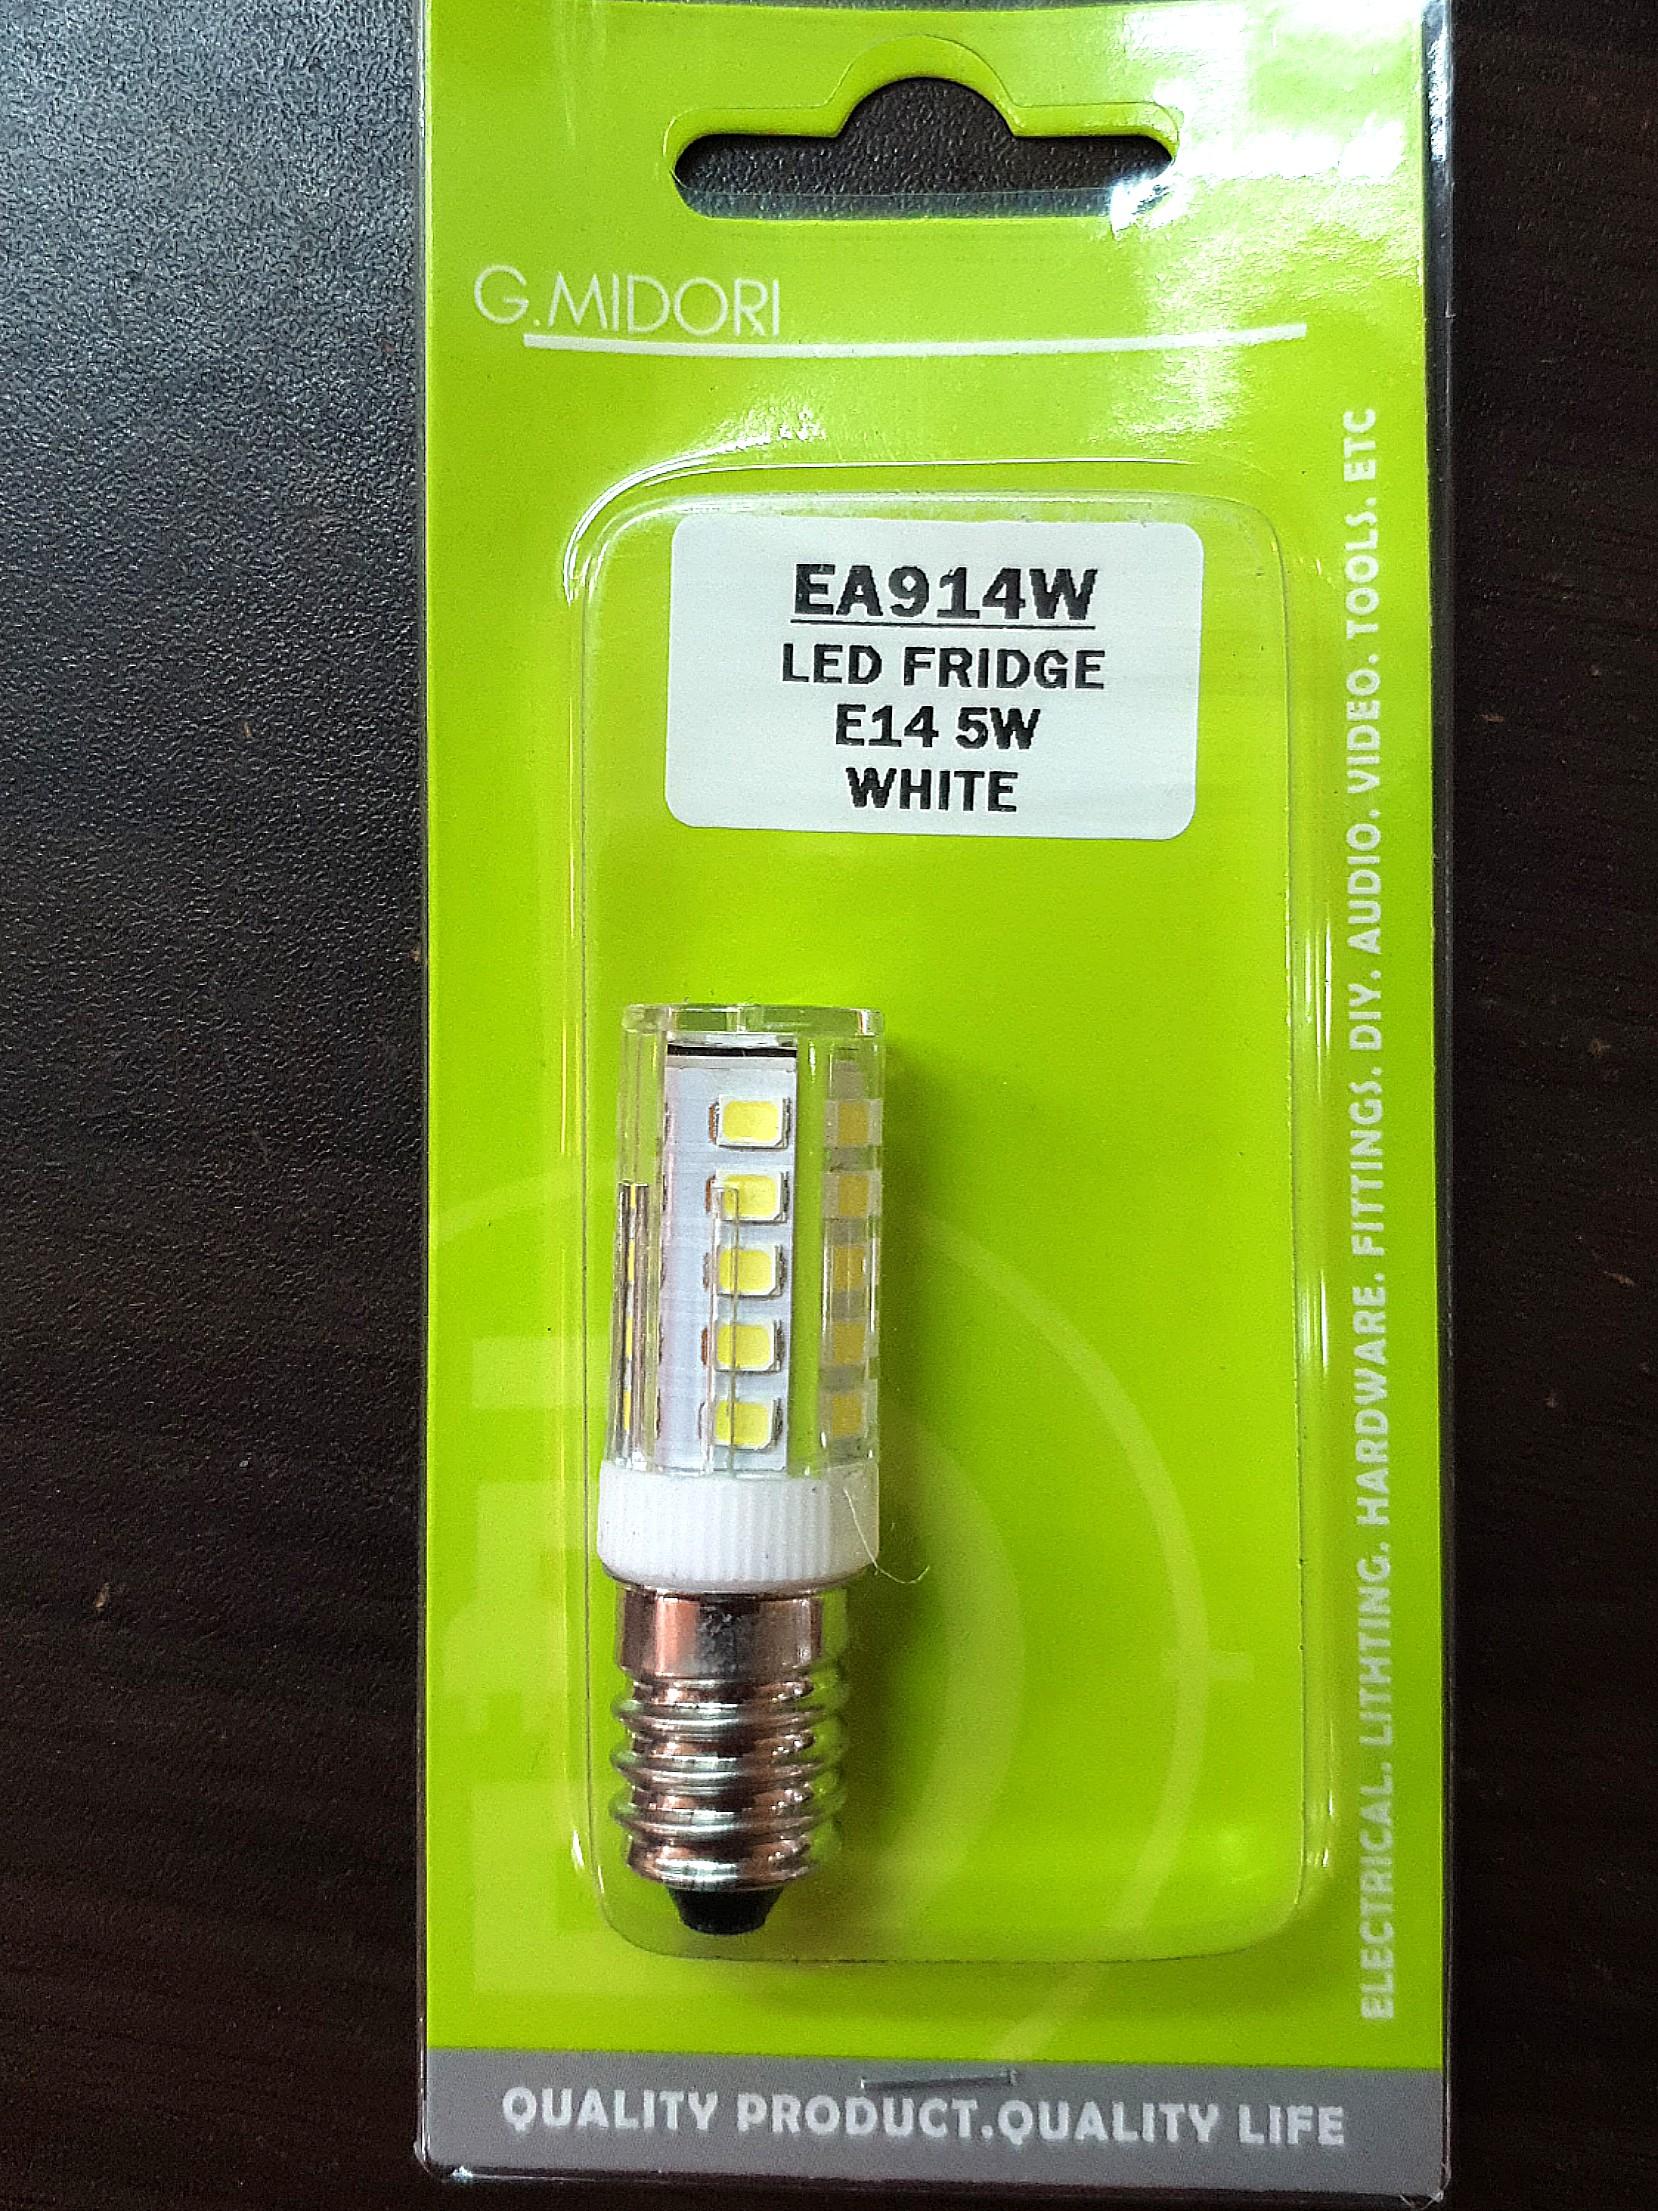 G.MIDORI
EA914W
LED FRIDGE
E14 5W
WHITE
ELECTRICAL. LITHTING. HARDWARE. FITTINGS. DIY. AUDIO. VIDEO. TOOLS. ETC
QUALITY PRODUCT.QUALITY LIFE